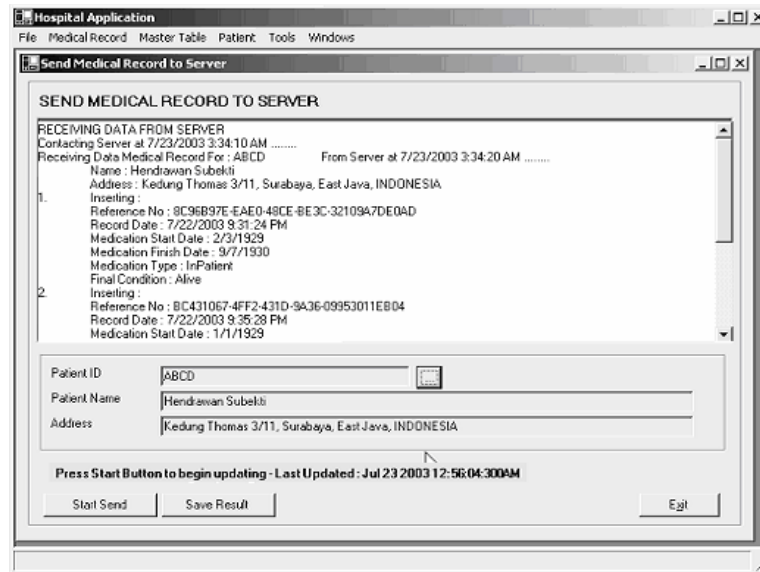 Hospital Application
File Medical Record Master Table Patient Tools Windows
Send Medical Record to Server
SEND MEDICAL RECORD TO SERVER
RECEIVING DATA FROM SERVER
Contacting Server at 7/23/2003 3:34:10 AM ........
Receiving Data Medical Record For : ABCD From Server at 7/23/2003 3:34:20 AM ........
Name : Hendrawan Subekti
Address : Kedung Thomas 3/11, Surabaya, East Java, INDONESIA
1. Inserting :
Reference No : 8C96B97E-EAE0-48CE-BE3C-32109A7DE0AD
Record Date : 7/22/2003 9:31:24 PM
Medication Start Date : 2/3/1929
Medication Finish Date : 9/7/1930
Medication Type : InPatient
Final Condition : Alive
2. Inserting :
Reference No : BC431067-4FF2-431D-9A36-09953011EB04
Record Date : 7/22/2003 9:35:28 PM
Medication Start Date : 1/1/1929
Patient ID ABCD ...
Patient Name Hendrawan Subekti
Address Kedung Thomas 3/11, Surabaya, East Java, INDONESIA
Press Start Button to begin updating - Last Updated : Jul 23 2003 12:56:04:300AM
Start Send Save Result Exit